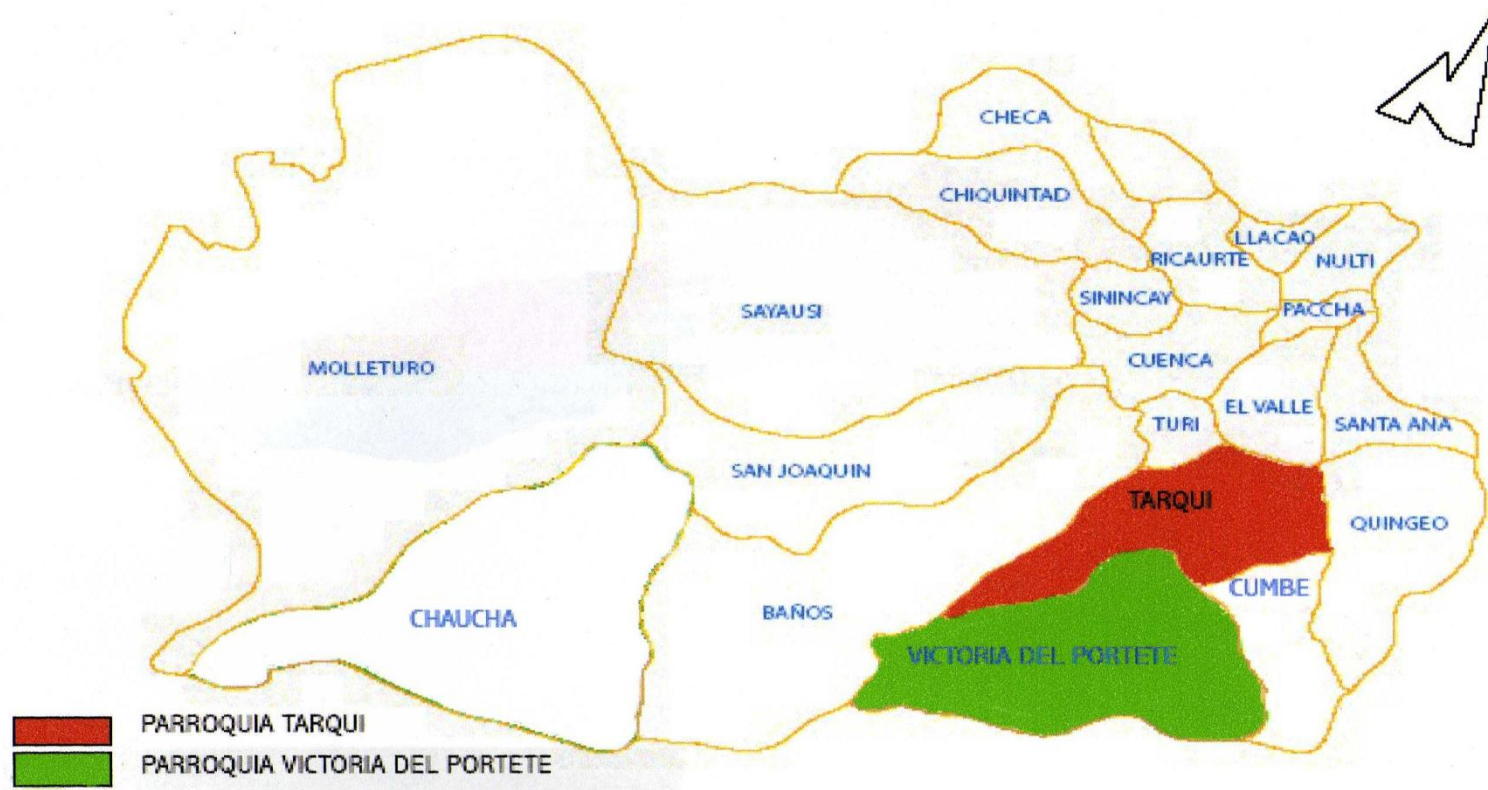 CHECA
CHIQUINTAD
LLACAO
RICAURTE
NULTI
SININCAY
PACCHA
SAYAUSI
CUENCA
MOLLETURO
EL VALLE
TURI
SANTA ANA
SAN JOAQUIN
TARQUI
QUINGEO
CUMBE
BAÑOS
CHAUCHA
VICTORIA DEL PORTETE
PARROQUIA TARQUI
PARROQUIA VICTORIA DEL PORTETE